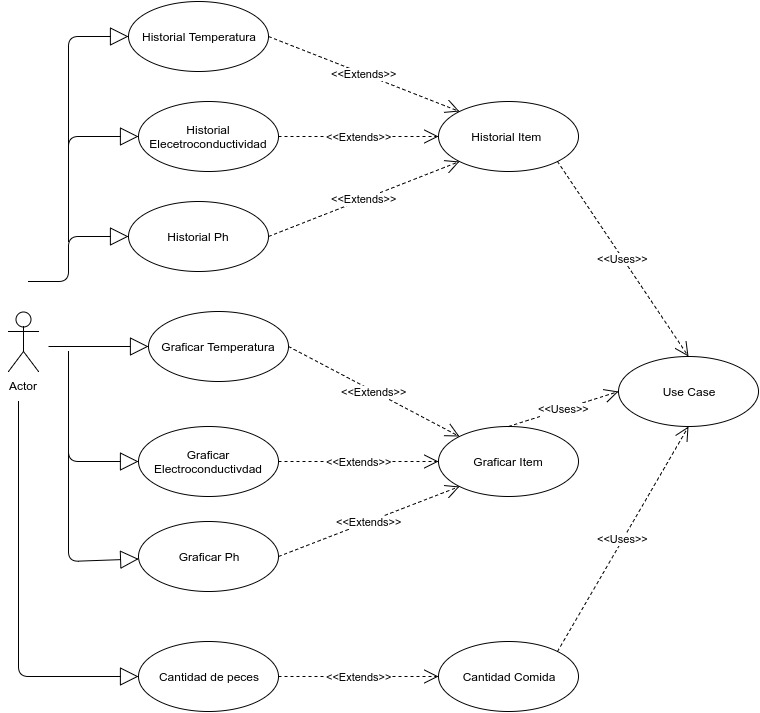 Historial Temperatura
<<Extends>>
Historial
Elecetroconductividad
<<Extends>>
Historial Item
Historial Ph
<<Extends>>
<<Uses>>
Actor
Graficar Temperatura
<<Extends>>
Use Case
<<Uses>>
Graficar
Electroconductivdad
<<Extends>>
Graficar Item
Graficar Ph
<<Extends>>
<<Uses>>
Cantidad de peces
<<Extends>>
Cantidad Comida